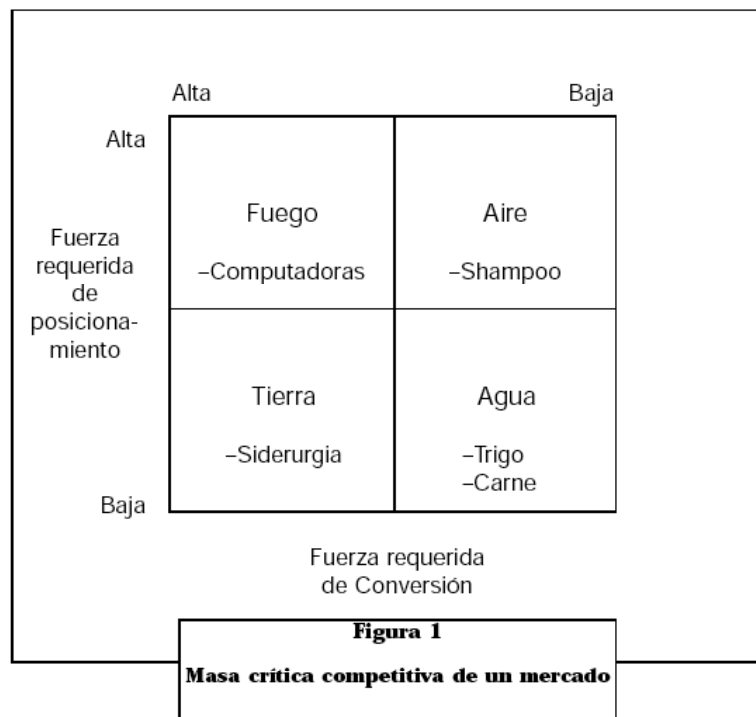 Alta Baja
Alta
Fuego Aire
Fuerza
requerida
de
posiciona-
miento
–Computadoras –Shampoo
Tierra Agua
–Siderurgia –Trigo
–Carne
Baja
Fuerza requerida
de Conversión
Figura 1
Masa crítica competitiva de un mercado